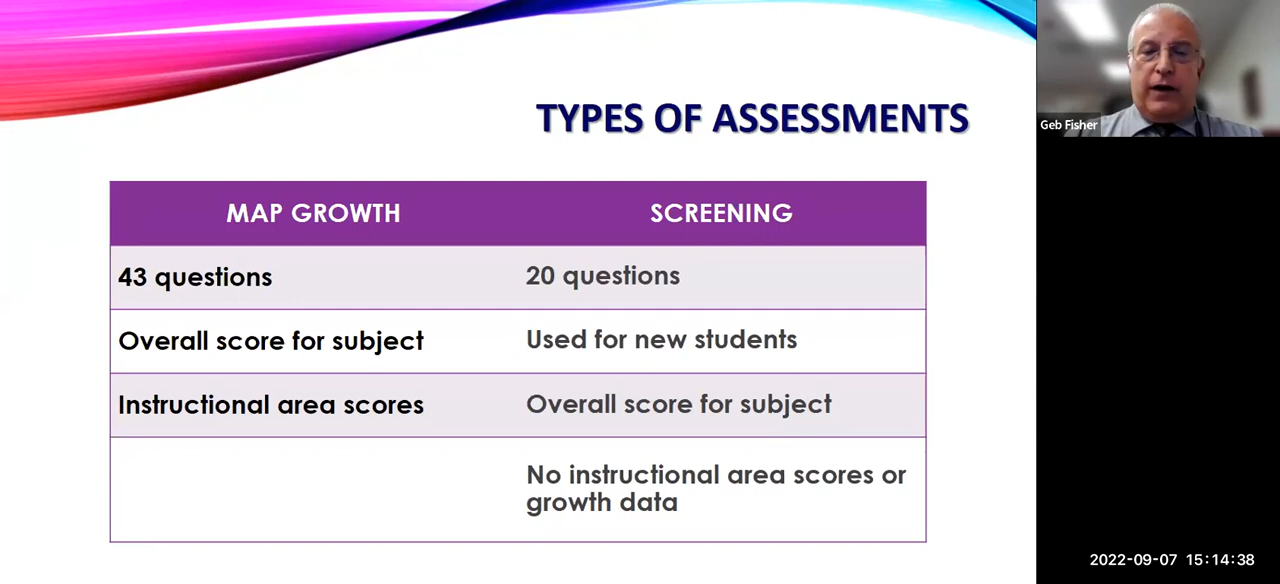 TYPES OF ASSESSMENTS
MAP GROWTH
SCREENING
43 questions
20 questions
Overall score for subject
Used for new students
Instructional area scores
Overall score for subject
No instructional area scores or
growth data
Geb Fisher
2022-09-07 15:14:38